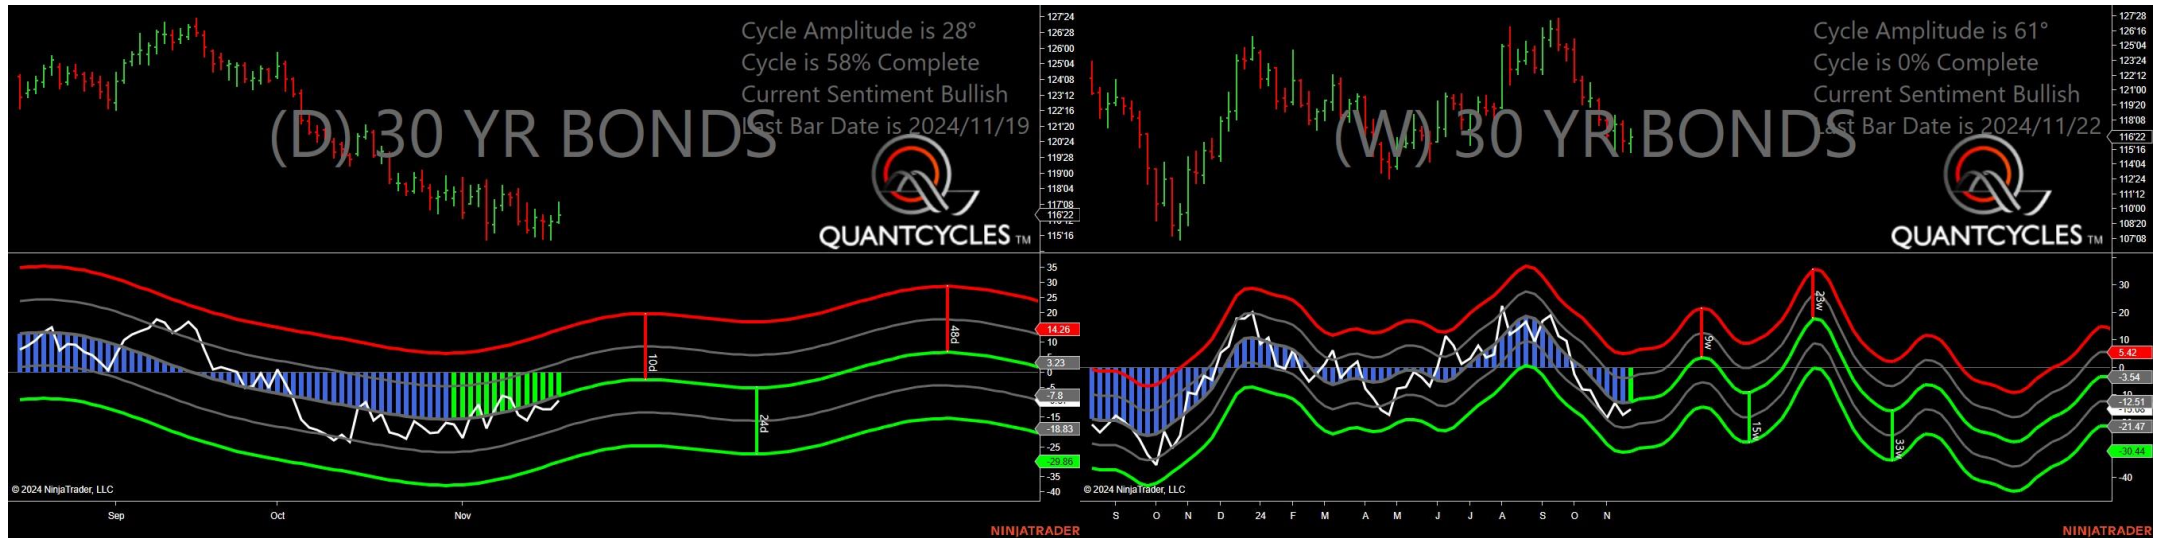 Cycle Amplitude is 28°
Cycle is 58% Complete
Current Sentiment Bullish
Last Bar Date is 2024/11/19
(D) 30 YR BONDS
QUANTCYCLES TM
127'24
126'28
126'00
125'04
124'08
123'12
122'16
121'20
120'24
119'28
119'00
118'04
117'08
116'22
115'16
35
30
25
20
14.26
10
5
3.23
0
-5
-7.8
-15
-18.83
-25
-29.86
-35
-40
10d
24d
48d
© 2024 NinjaTrader, LLC
Sep
Oct
Nov
NINJATRADER
Cycle Amplitude is 61°
Cycle is 0% Complete
Current Sentiment Bullish
Last Bar Date is 2024/11/22
(W) 30 YR BONDS
QUANTCYCLES TM
127'28
126'16
125'04
123'24
122'12
121'00
119'20
118'08
116'22
115'16
114'04
112'24
111'12
110'00
108'20
107'08
30
20
10
5.42
0
-3.54
-12.51
-15.08
-21.47
-30.44
-40
9w
15w
23w
33w
© 2024 NinjaTrader, LLC
S O N D 24 F M A M J J A S O N
NINJATRADER